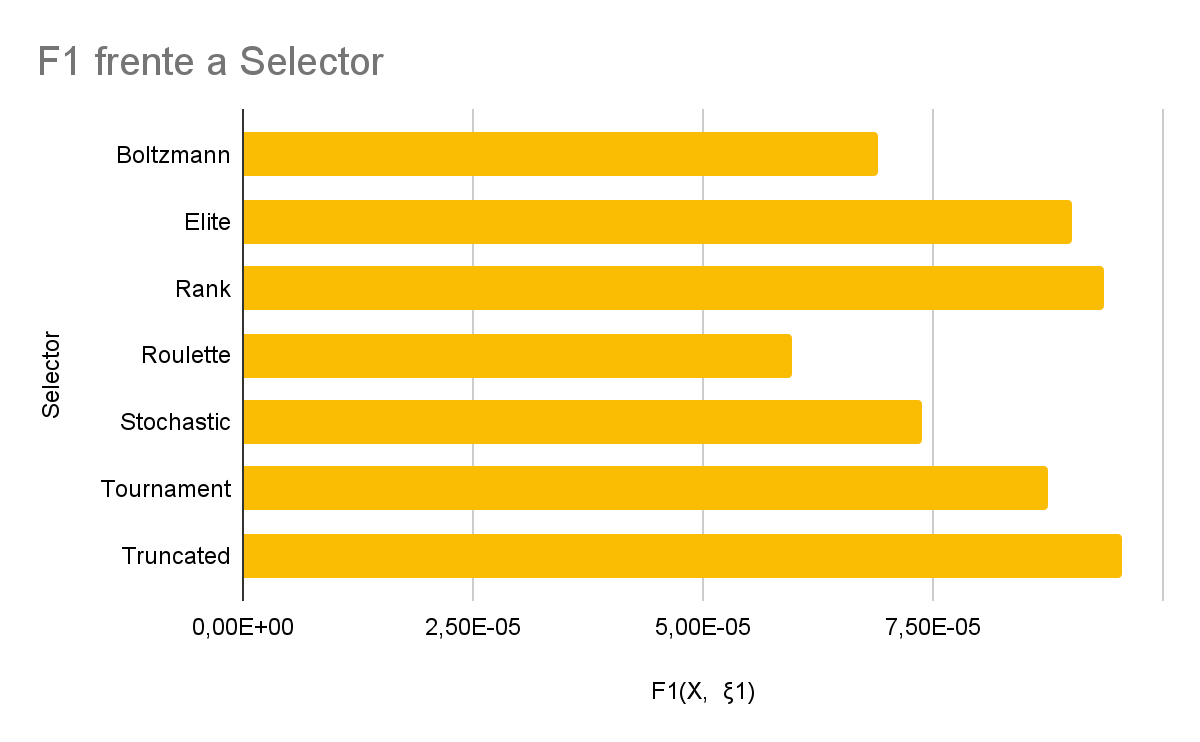 F1 frente a Selector
Selector
Boltzmann
Elite
Rank
Roulette
Stochastic
Tournament
Truncated
0,00E+00 2,50E-05 5,00E-05 7,50E-05
F1(X, ξ1)